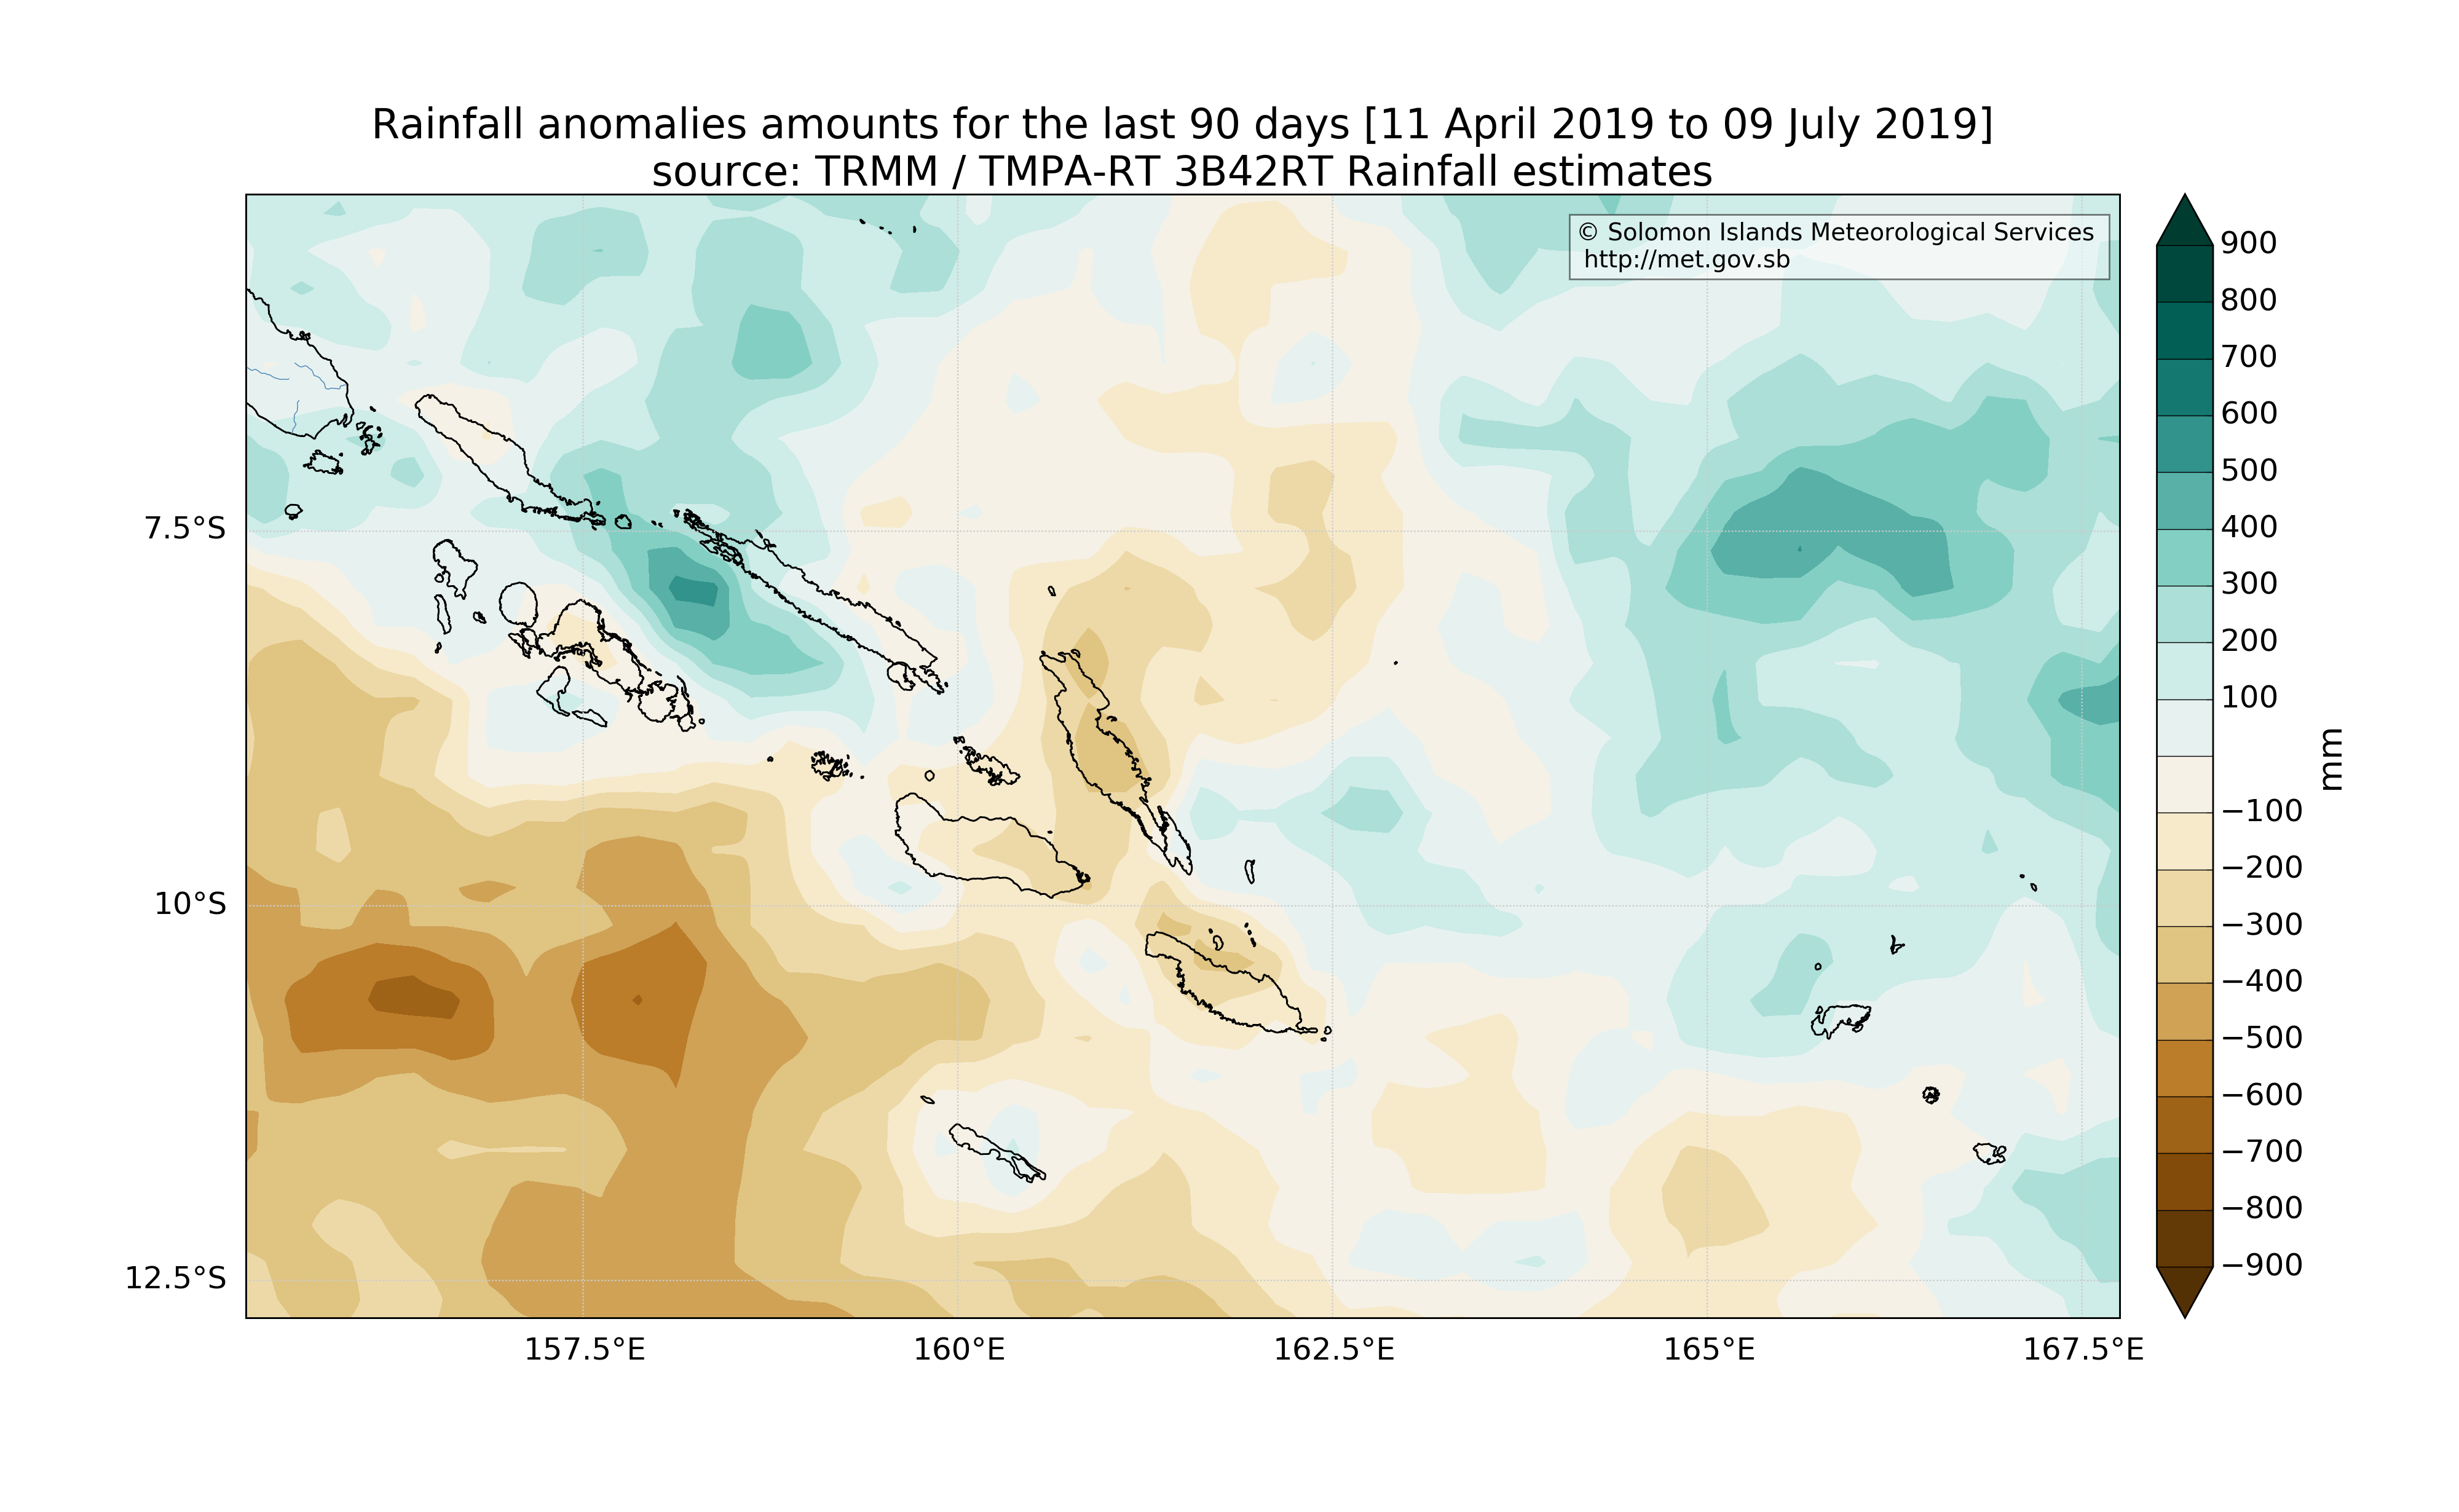 Rainfall anomalies amounts for the last 90 days [11 April 2019 to 09 July 2019]
source: TRMM / TMPA-RT 3B42RT Rainfall estimates
© Solomon Islands Meteorological Services
http://met.gov.sb
7.5°S
10°S
12.5°S
157.5°E
160°E
162.5°E
165°E
167.5°E
900
800
700
600
500
400
300
200
100
−100
−200
−300
−400
−500
−600
−700
−800
−900
mm